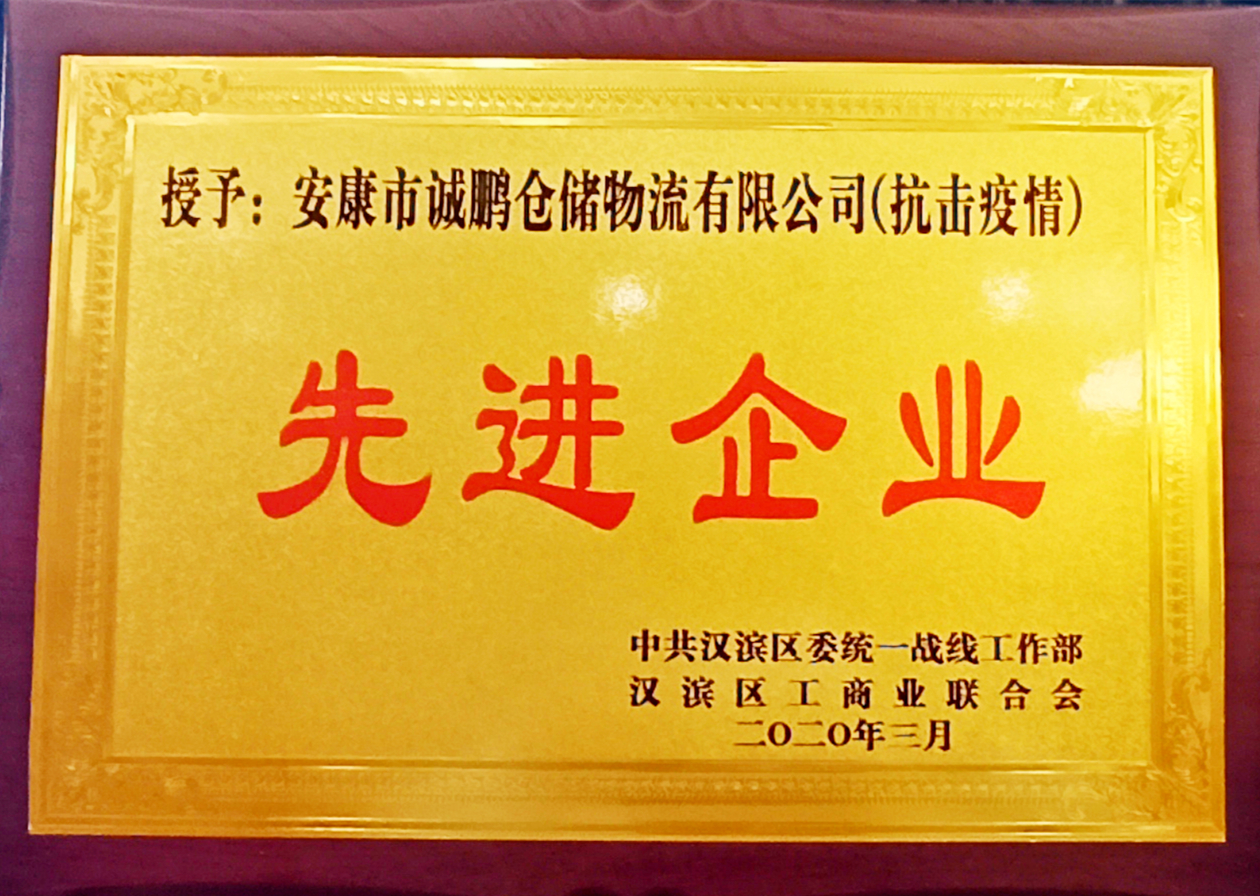 授予：安康市诚鹏仓储物流有限公司(抗击疫情)
先进企业
中共汉滨区委统一战线工作部
汉滨区工商业联合会
二〇二〇年三月